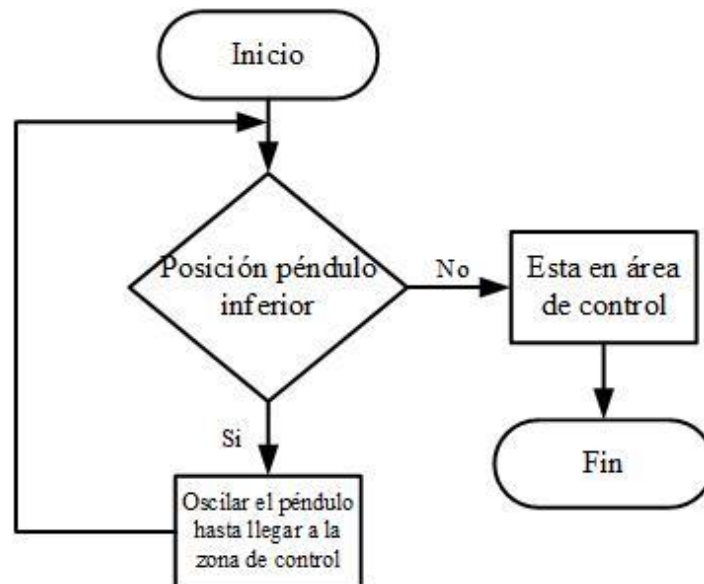 Inicio
Posición péndulo
inferior
No
Esta en área
de control
Si
Fin
Oscilar el péndulo
hasta llegar a la
zona de control